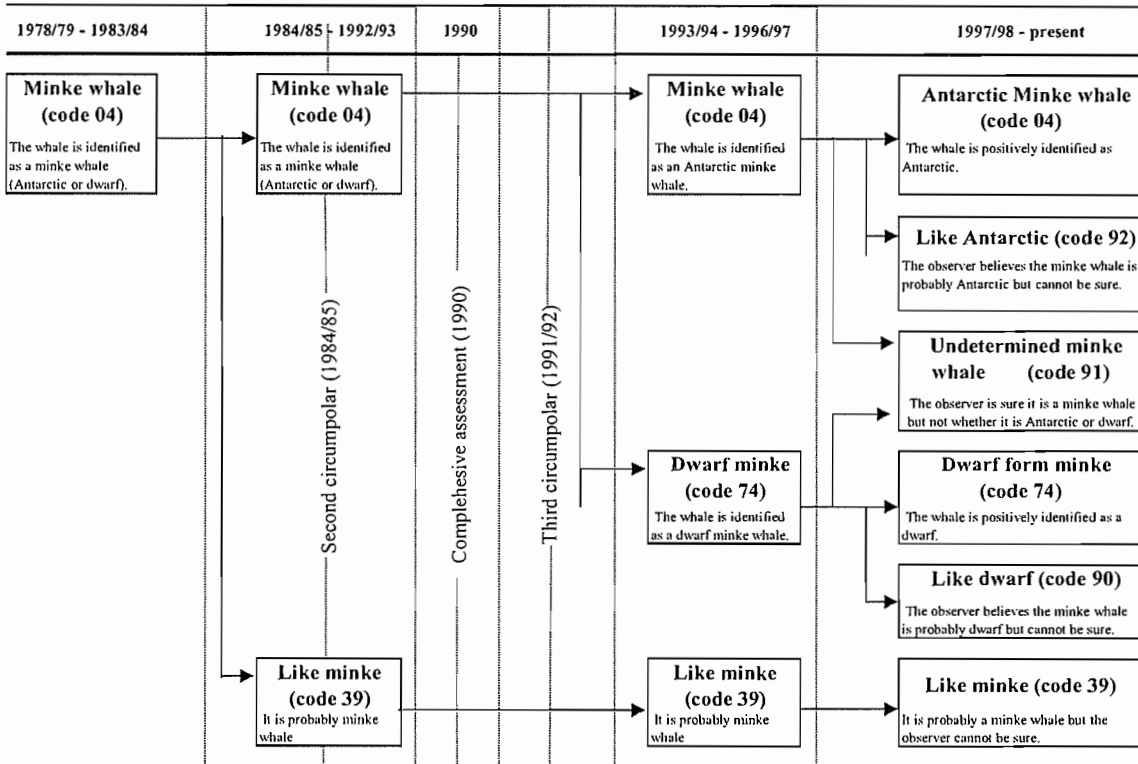 1978/79 - 1983/84
1984/85 - 1992/93
1990
1993/94 - 1996/97
1997/98 - present
Minke whale
(code 04)
The whale is identified
as a minke whale
(Antarctic or dwarf).
Minke whale
(code 04)
The whale is identified
as a minke whale
(Antarctic or dwarf).
Like minke
(code 39)
It is probably minke
whale
Second circumpolar (1984/85)
Complehesive assessment (1990)
Third circumpolar (1991/92)
Minke whale
(code 04)
The whale is identified
as an Antarctic minke
whale.
Dwarf minke
(code 74)
The whale is identified
as a dwarf minke whale.
Like minke
(code 39)
It is probably minke
whale
Antarctic Minke whale
(code 04)
The whale is positively identified as
Antarctic.
Like Antarctic (code 92)
The observer believes the minke whale is
probably Antarctic but cannot be sure.
Undetermined minke
whale (code 91)
The observer is sure it is a minke whale
but not whether it is Antarctic or dwarf.
Dwarf form minke
(code 74)
The whale is positively identified as a
dwarf.
Like dwarf (code 90)
The observer believes the minke whale
is probably dwarf but cannot be sure.
Like minke (code 39)
It is probably a minke whale but the
observer cannot be sure.